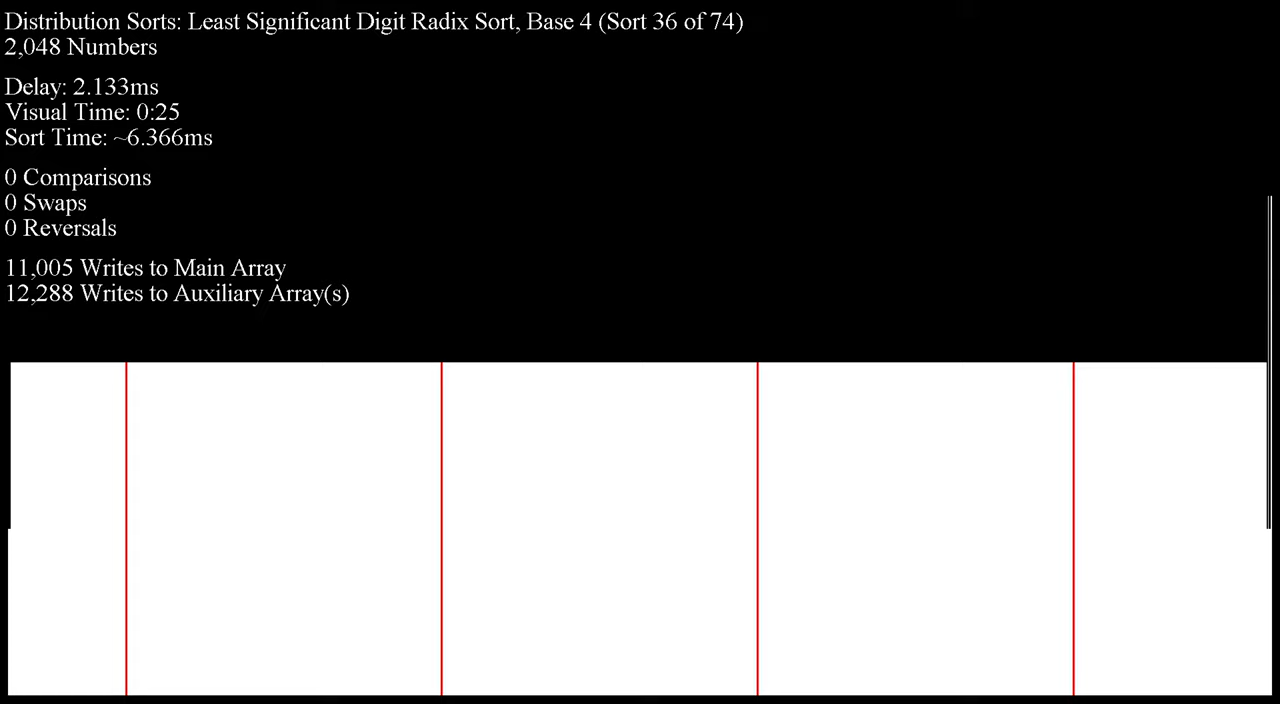 Distribution Sorts: Least Significant Digit Radix Sort, Base 4 (Sort 36 of 74)
2,048 Numbers
Delay: 2.133ms
Visual Time: 0:25
Sort Time: ~6.366ms
0 Comparisons
0 Swaps
0 Reversals
11,005 Writes to Main Array
12,288 Writes to Auxiliary Array(s)